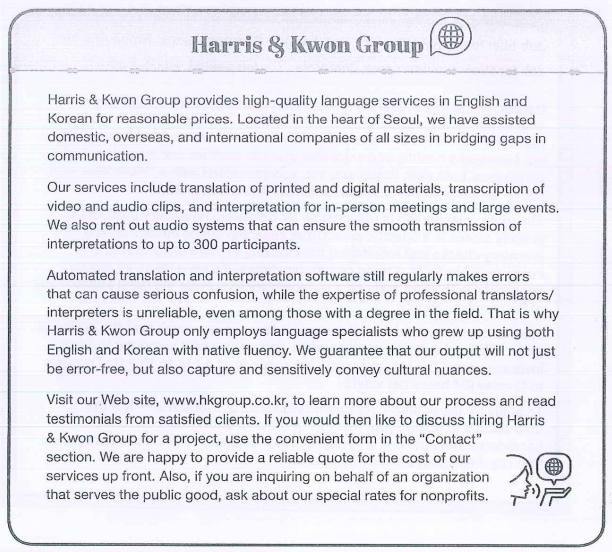 Harris & Kwon Group
Harris & Kwon Group provides high-quality language services in English and
Korean for reasonable prices. Located in the heart of Seoul, we have assisted
domestic, overseas, and international companies of all sizes in bridging gaps in
communication.
Our services include translation of printed and digital materials, transcription of
video and audio clips, and interpretation for in-person meetings and large events.
We also rent out audio systems that can ensure the smooth transmission of
interpretations to up to 300 participants.
Automated translation and interpretation software still regularly makes errors
that can cause serious confusion, while the expertise of professional translators/
interpreters is unreliable, even among those with a degree in the field. That is why
Harris & Kwon Group only employs language specialists who grew up using both
English and Korean with native fluency. We guarantee that our output will not just
be error-free, but also capture and sensitively convey cultural nuances.
Visit our Web site, www.hkgroup.co.kr, to learn more about our process and read
testimonials from satisfied clients. If you would then like to discuss hiring Harris
& Kwon Group for a project, use the convenient form in the “Contact”
section. We are happy to provide a reliable quote for the cost of our
services up front. Also, if you are inquiring on behalf of an organization
that serves the public good, ask about our special rates for nonprofits.